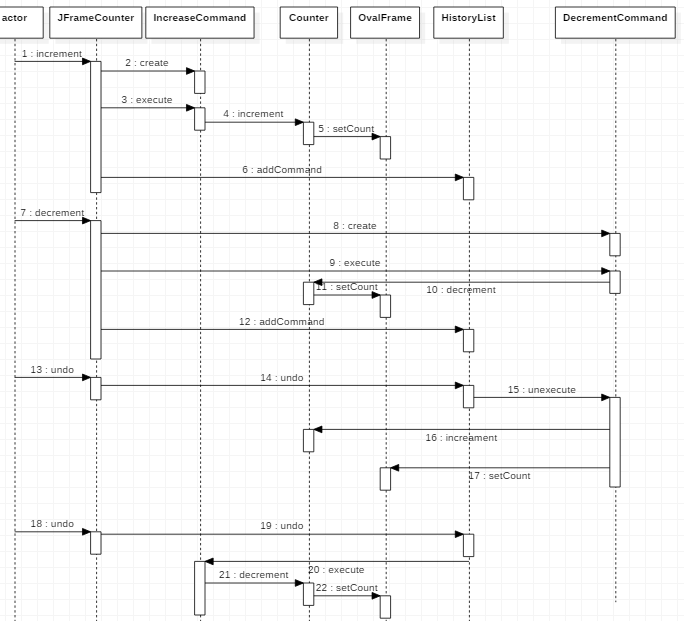 actor JFrameCounter IncreaseCommand Counter OvalFrame HistoryList DecrementCommand
1 : increment
2 : create
3 : execute
4 : increment
5 : setCount
6 : addCommand
7 : decrement
8 : create
9 : execute
10 : decrement
11 : setCount
12 : addCommand
13 : undo
14 : undo
15 : unexecute
16 : increament
17 : setCount
18 : undo
19 : undo
20 : execute
21 : decrement
22 : setCount